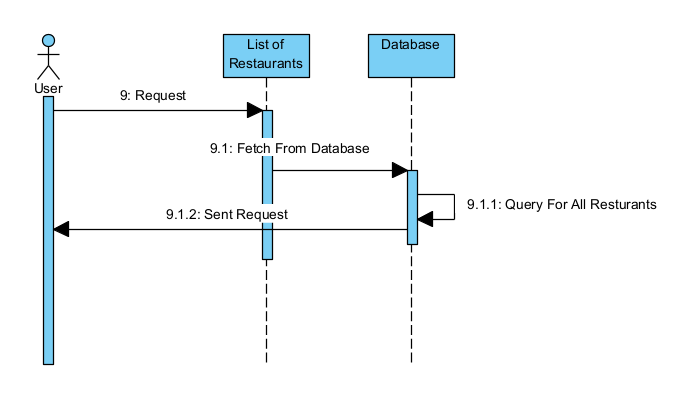 List of
Restaurants
Database
User
9: Request
9.1: Fetch From Database
9.1.1: Query For All Resturants
9.1.2: Sent Request